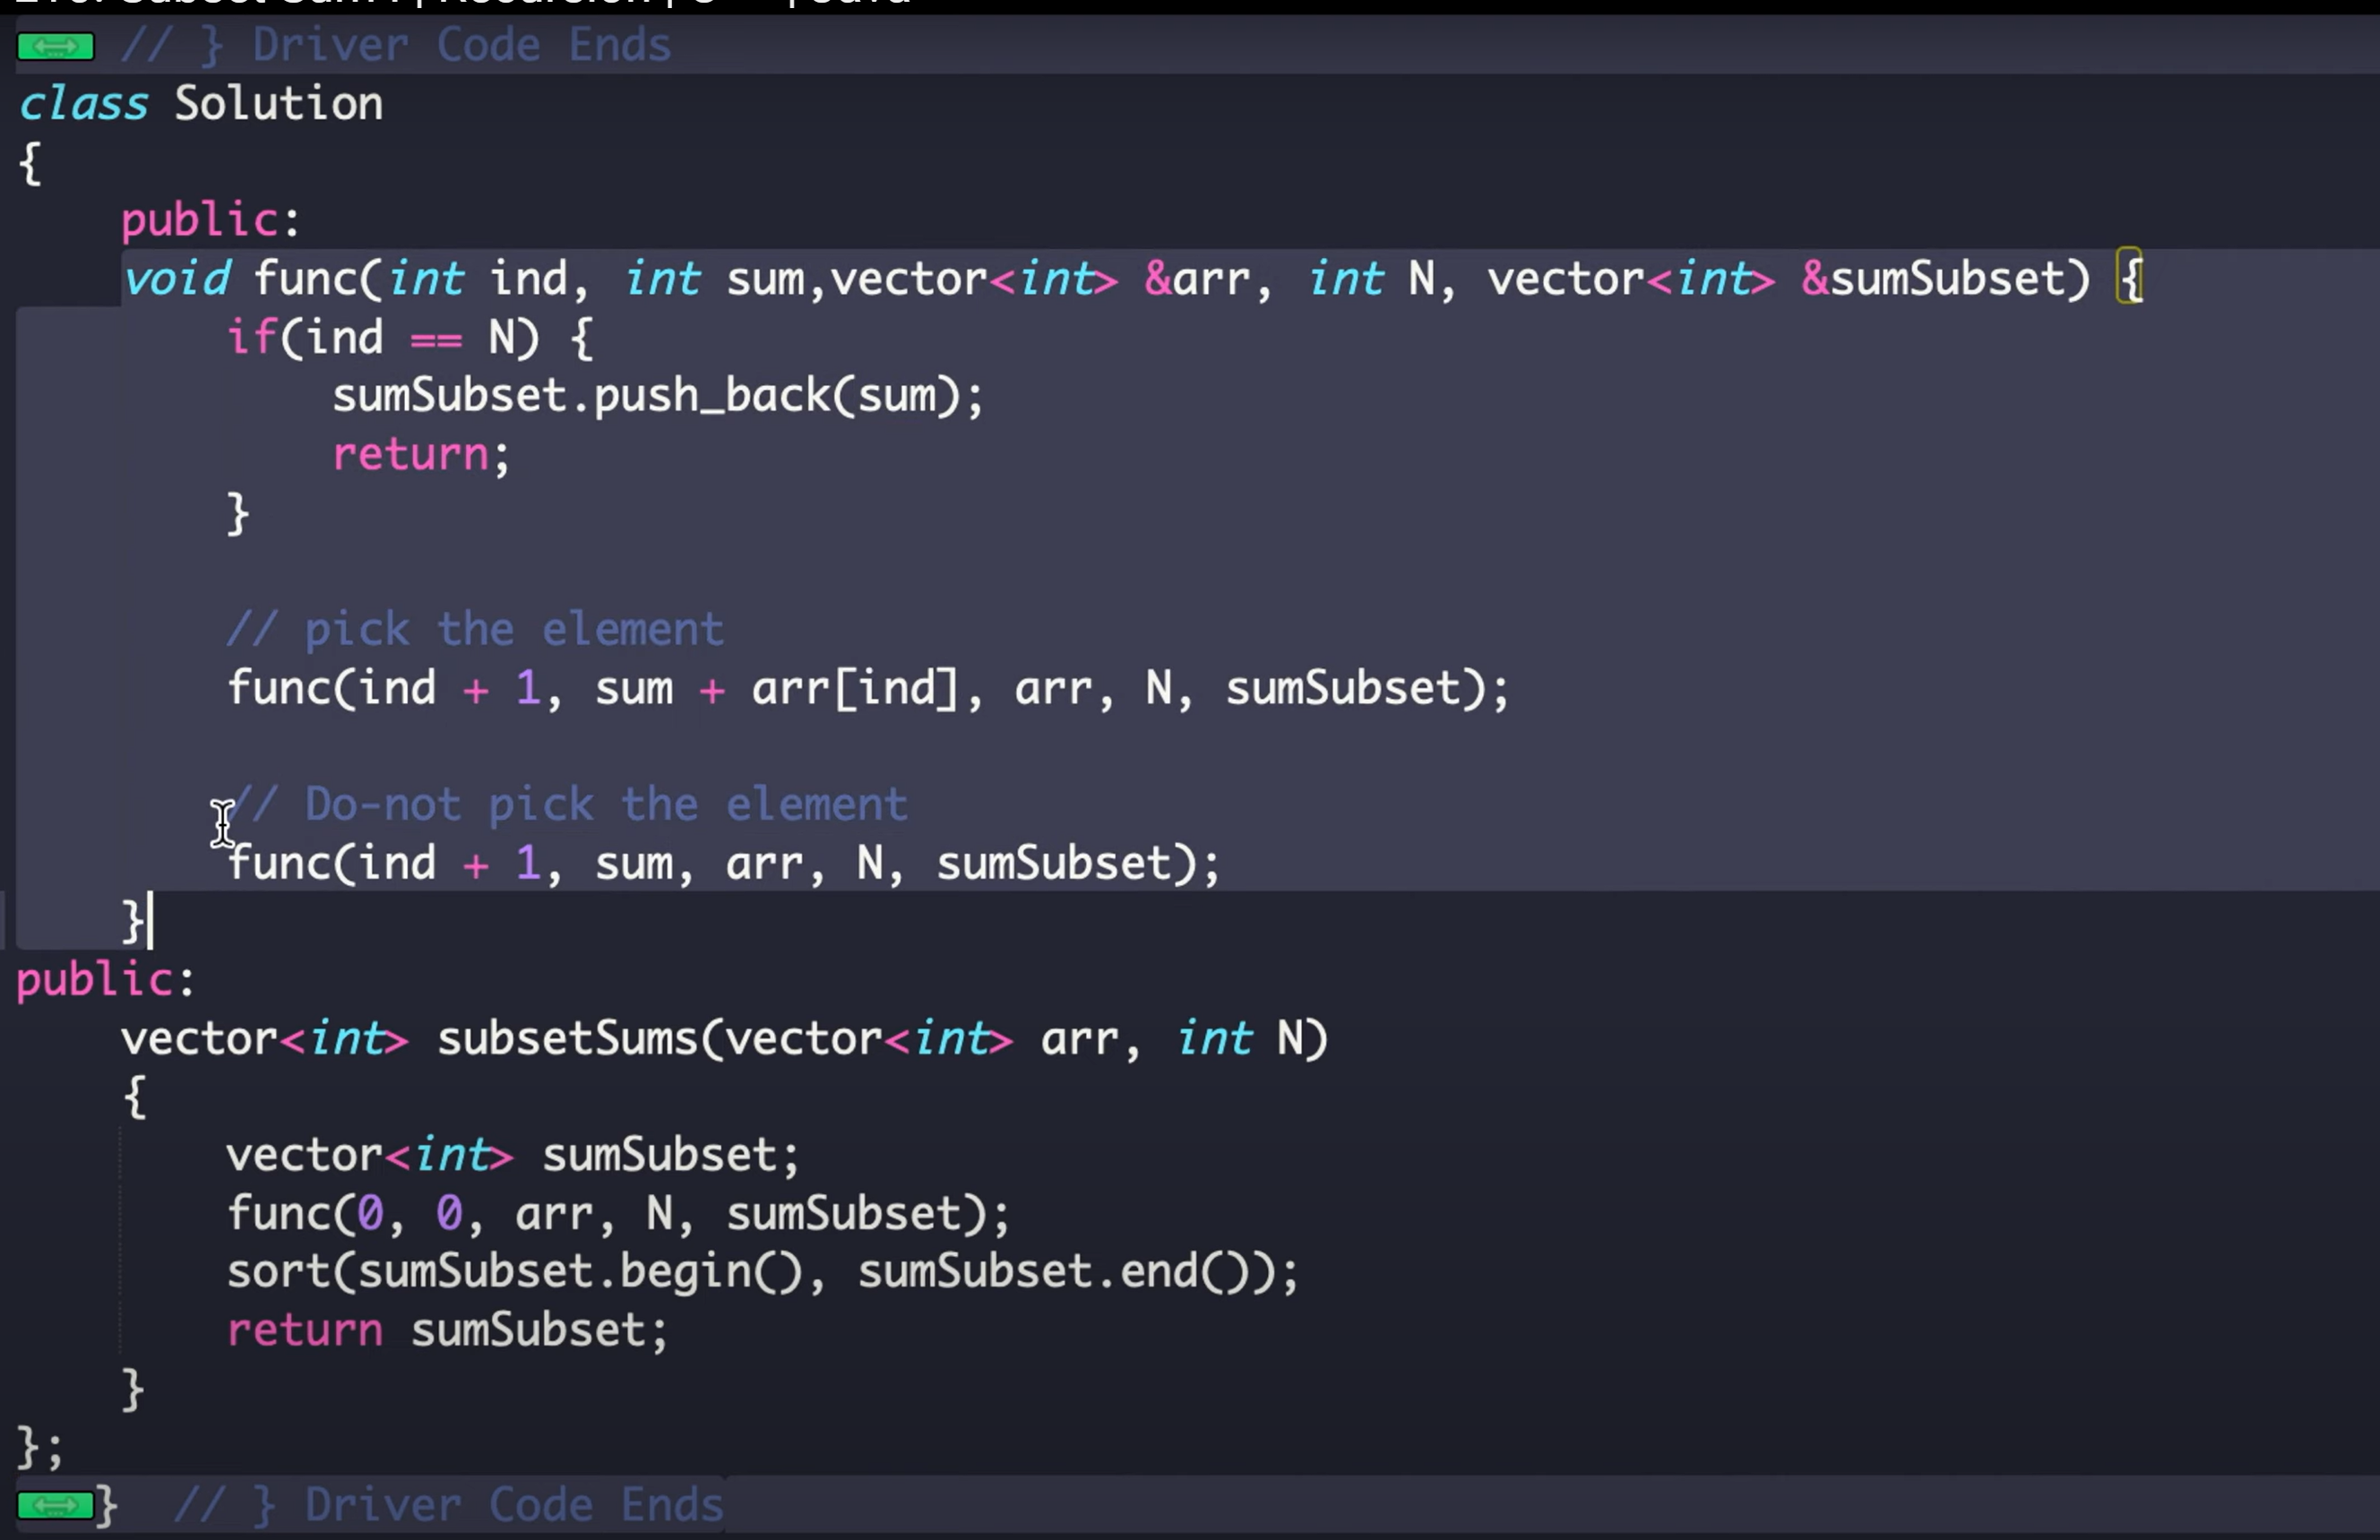 // } Driver Code Ends
class Solution
{
    public:
    void func(int ind, int sum,vector<int> &arr, int N, vector<int> &sumSubset) {
        if(ind == N) {
            sumSubset.push_back(sum);
            return;
        }

        // pick the element
        func(ind + 1, sum + arr[ind], arr, N, sumSubset);

        // Do-not pick the element
        func(ind + 1, sum, arr, N, sumSubset);
    }
public:
    vector<int> subsetSums(vector<int> arr, int N)
    {
        vector<int> sumSubset;
        func(0, 0, arr, N, sumSubset);
        sort(sumSubset.begin(), sumSubset.end());
        return sumSubset;
    }
};
}  // } Driver Code Ends